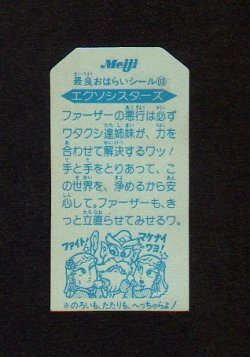 Meiji
最良おはらいシール
エクソシスターズ
ファーザーの悪行は必ず
ワタクシ達姉妹が、力を
合わせて解決するワッ!
手と手をとりあって、こ
の世界を、浄めるから安
心して。ファーザーも、き
っと立直らせてみせるワ。
ファイト!
マケナイ
ワヨ!
※のろいも、たたりも、へっちゃらよ!